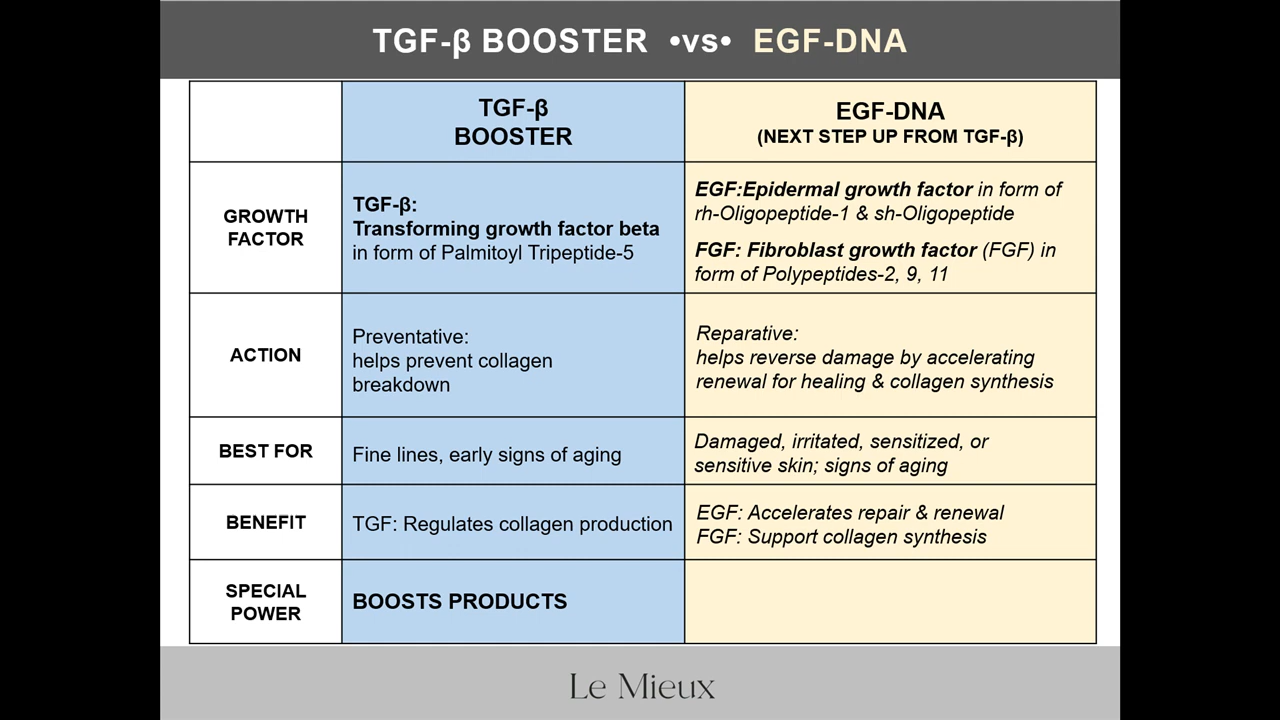 TGF-β BOOSTER •vs• EGF-DNA
TGF-β
BOOSTER
EGF-DNA
(NEXT STEP UP FROM TGF-β)
GROWTH
FACTOR
TGF-β:
Transforming growth factor beta
in form of Palmitoyl Tripeptide-5
EGF:Epidermal growth factor in form of
rh-Oligopeptide-1 & sh-Oligopeptide
FGF: Fibroblast growth factor (FGF) in
form of Polypeptides-2, 9, 11
ACTION
Preventative:
helps prevent collagen
breakdown
Reparative:
helps reverse damage by accelerating
renewal for healing & collagen synthesis
BEST FOR
Fine lines, early signs of aging
Damaged, irritated, sensitized, or
sensitive skin; signs of aging
BENEFIT
TGF: Regulates collagen production
EGF: Accelerates repair & renewal
FGF: Support collagen synthesis
SPECIAL
POWER
BOOSTS PRODUCTS
Le Mieux